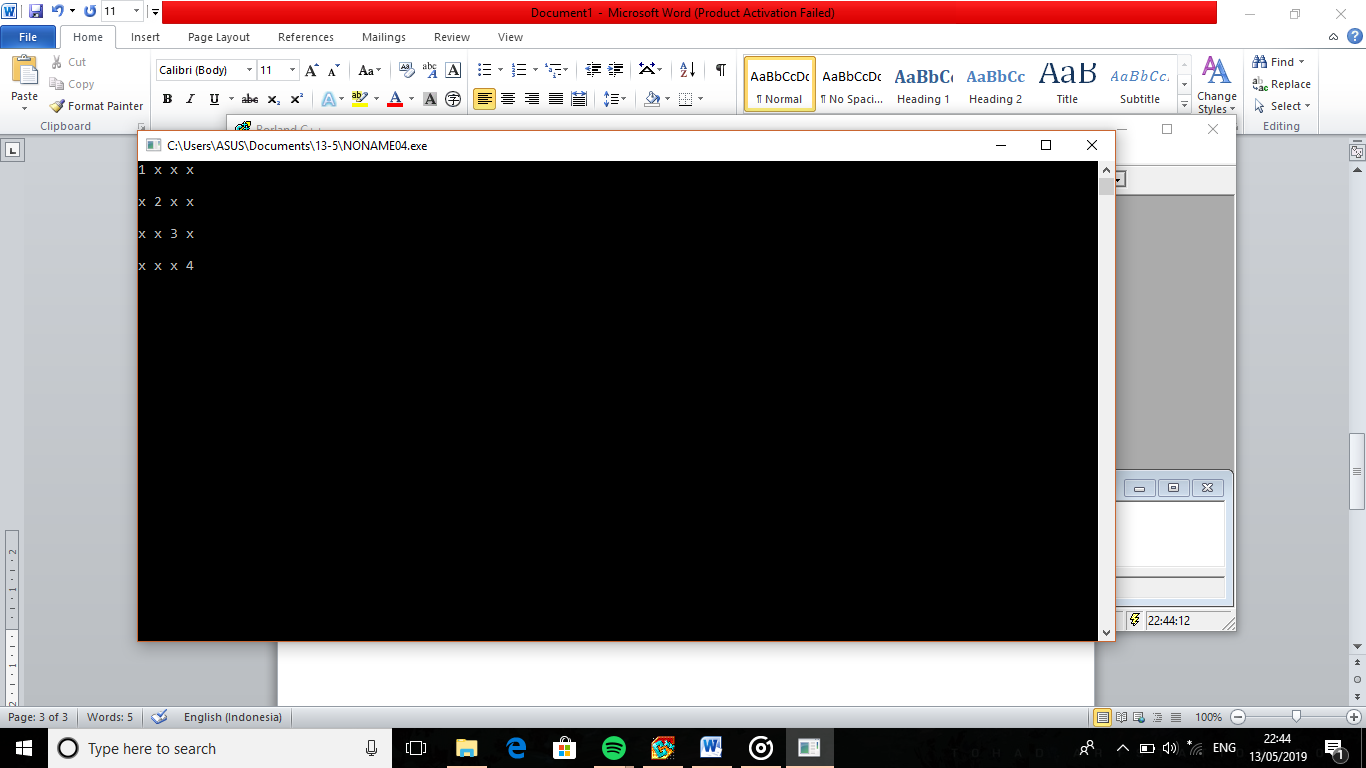 11
Document1 - Microsoft Word (Product Activation Failed)
File Home Insert Page Layout References Mailings Review View
Paste
Cut
Copy
Format Painter
Clipboard
Calibri (Body) 11
AaBbCcDc AaBbCcDc AaBbC AaBbCc AaB AaBbCc.
¶ Normal ¶ No Spaci... Heading 1 Heading 2 Title Subtitle
Change
Styles
Find
Replace
Select
Editing
C:\Users\ASUS\Documents\13-5\NONAME04.exe
1 x x x
x 2 x x
x x 3 x
x x x 4
22:44:12
Page: 3 of 3 Words: 5 English (Indonesia) 100%
Type here to search
ENG
22:44
13/05/2019
1